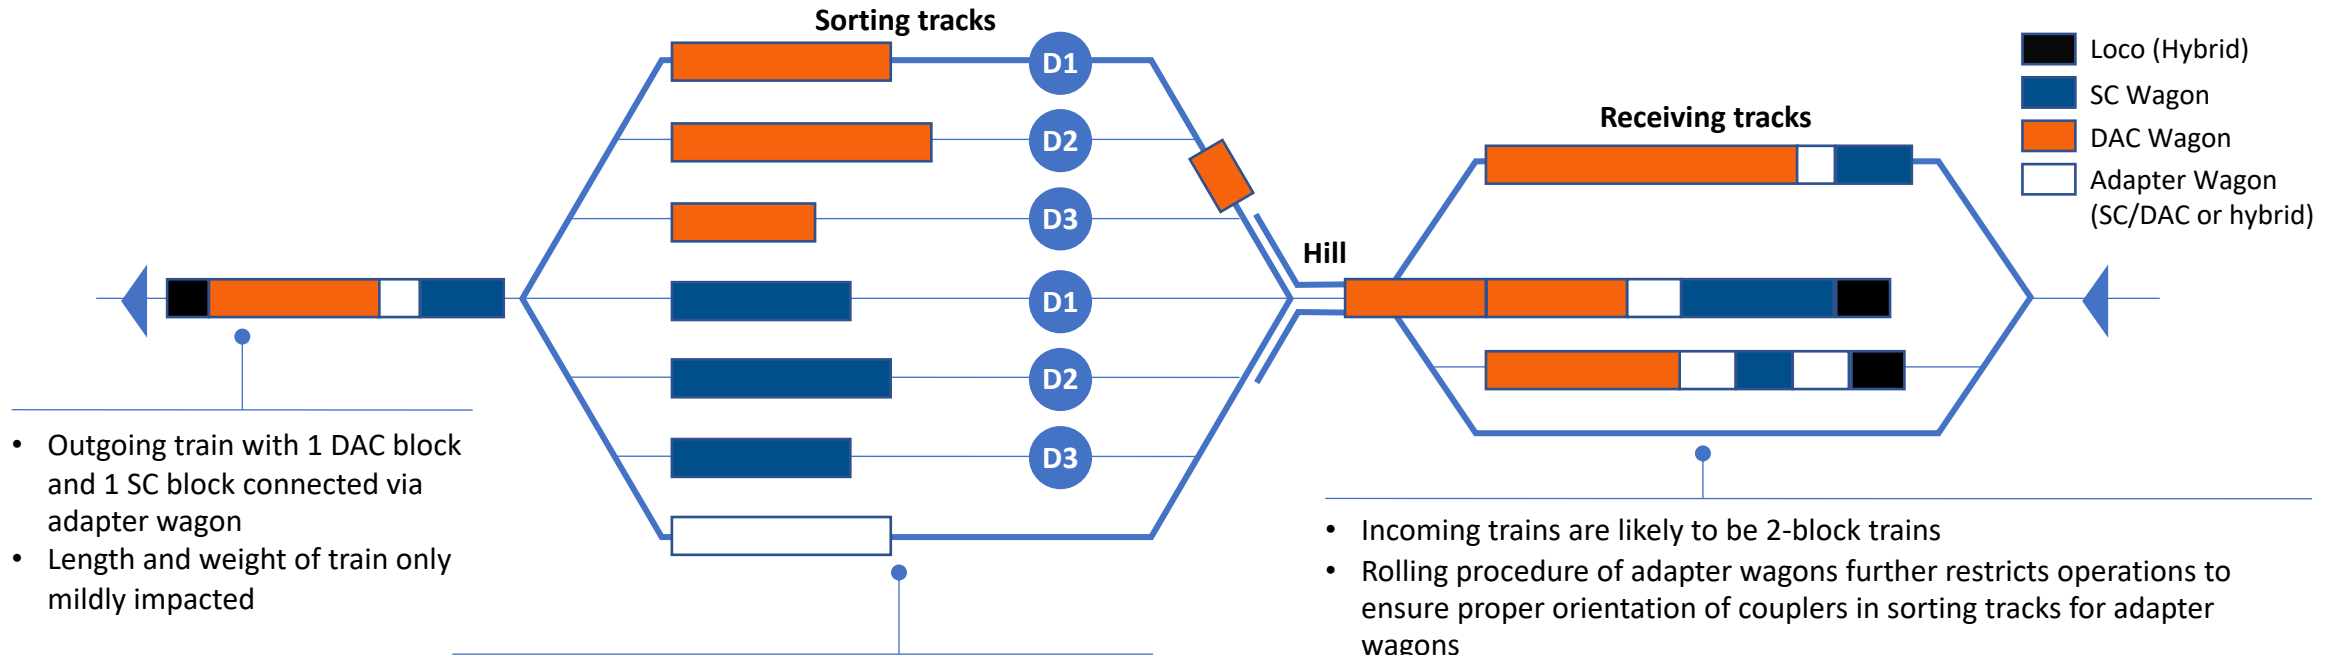 Sorting tracks
D1
D2
D3
D1
D2
D3
Hill
Receiving tracks
Loco (Hybrid)
SC Wagon
DAC Wagon
Adapter Wagon
(SC/DAC or hybrid)
• Outgoing train with 1 DAC block
and 1 SC block connected via
adapter wagon
• Length and weight of train only
mildly impacted
• Incoming trains are likely to be 2-block trains
• Rolling procedure of adapter wagons further restricts operations to
ensure proper orientation of couplers in sorting tracks for adapter
wagons